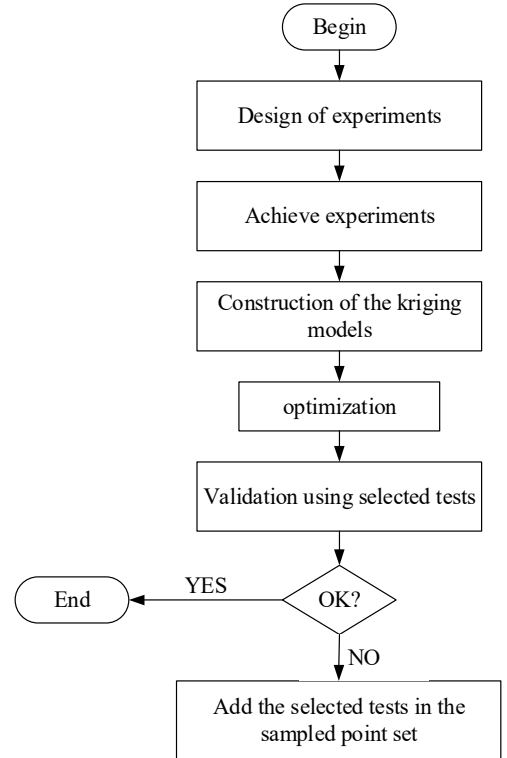 Begin
Design of experiments
Achieve experiments
Construction of the kriging
models
optimization
Validation using selected tests
YES
End
OK?
NO
Add the selected tests in the
sampled point set